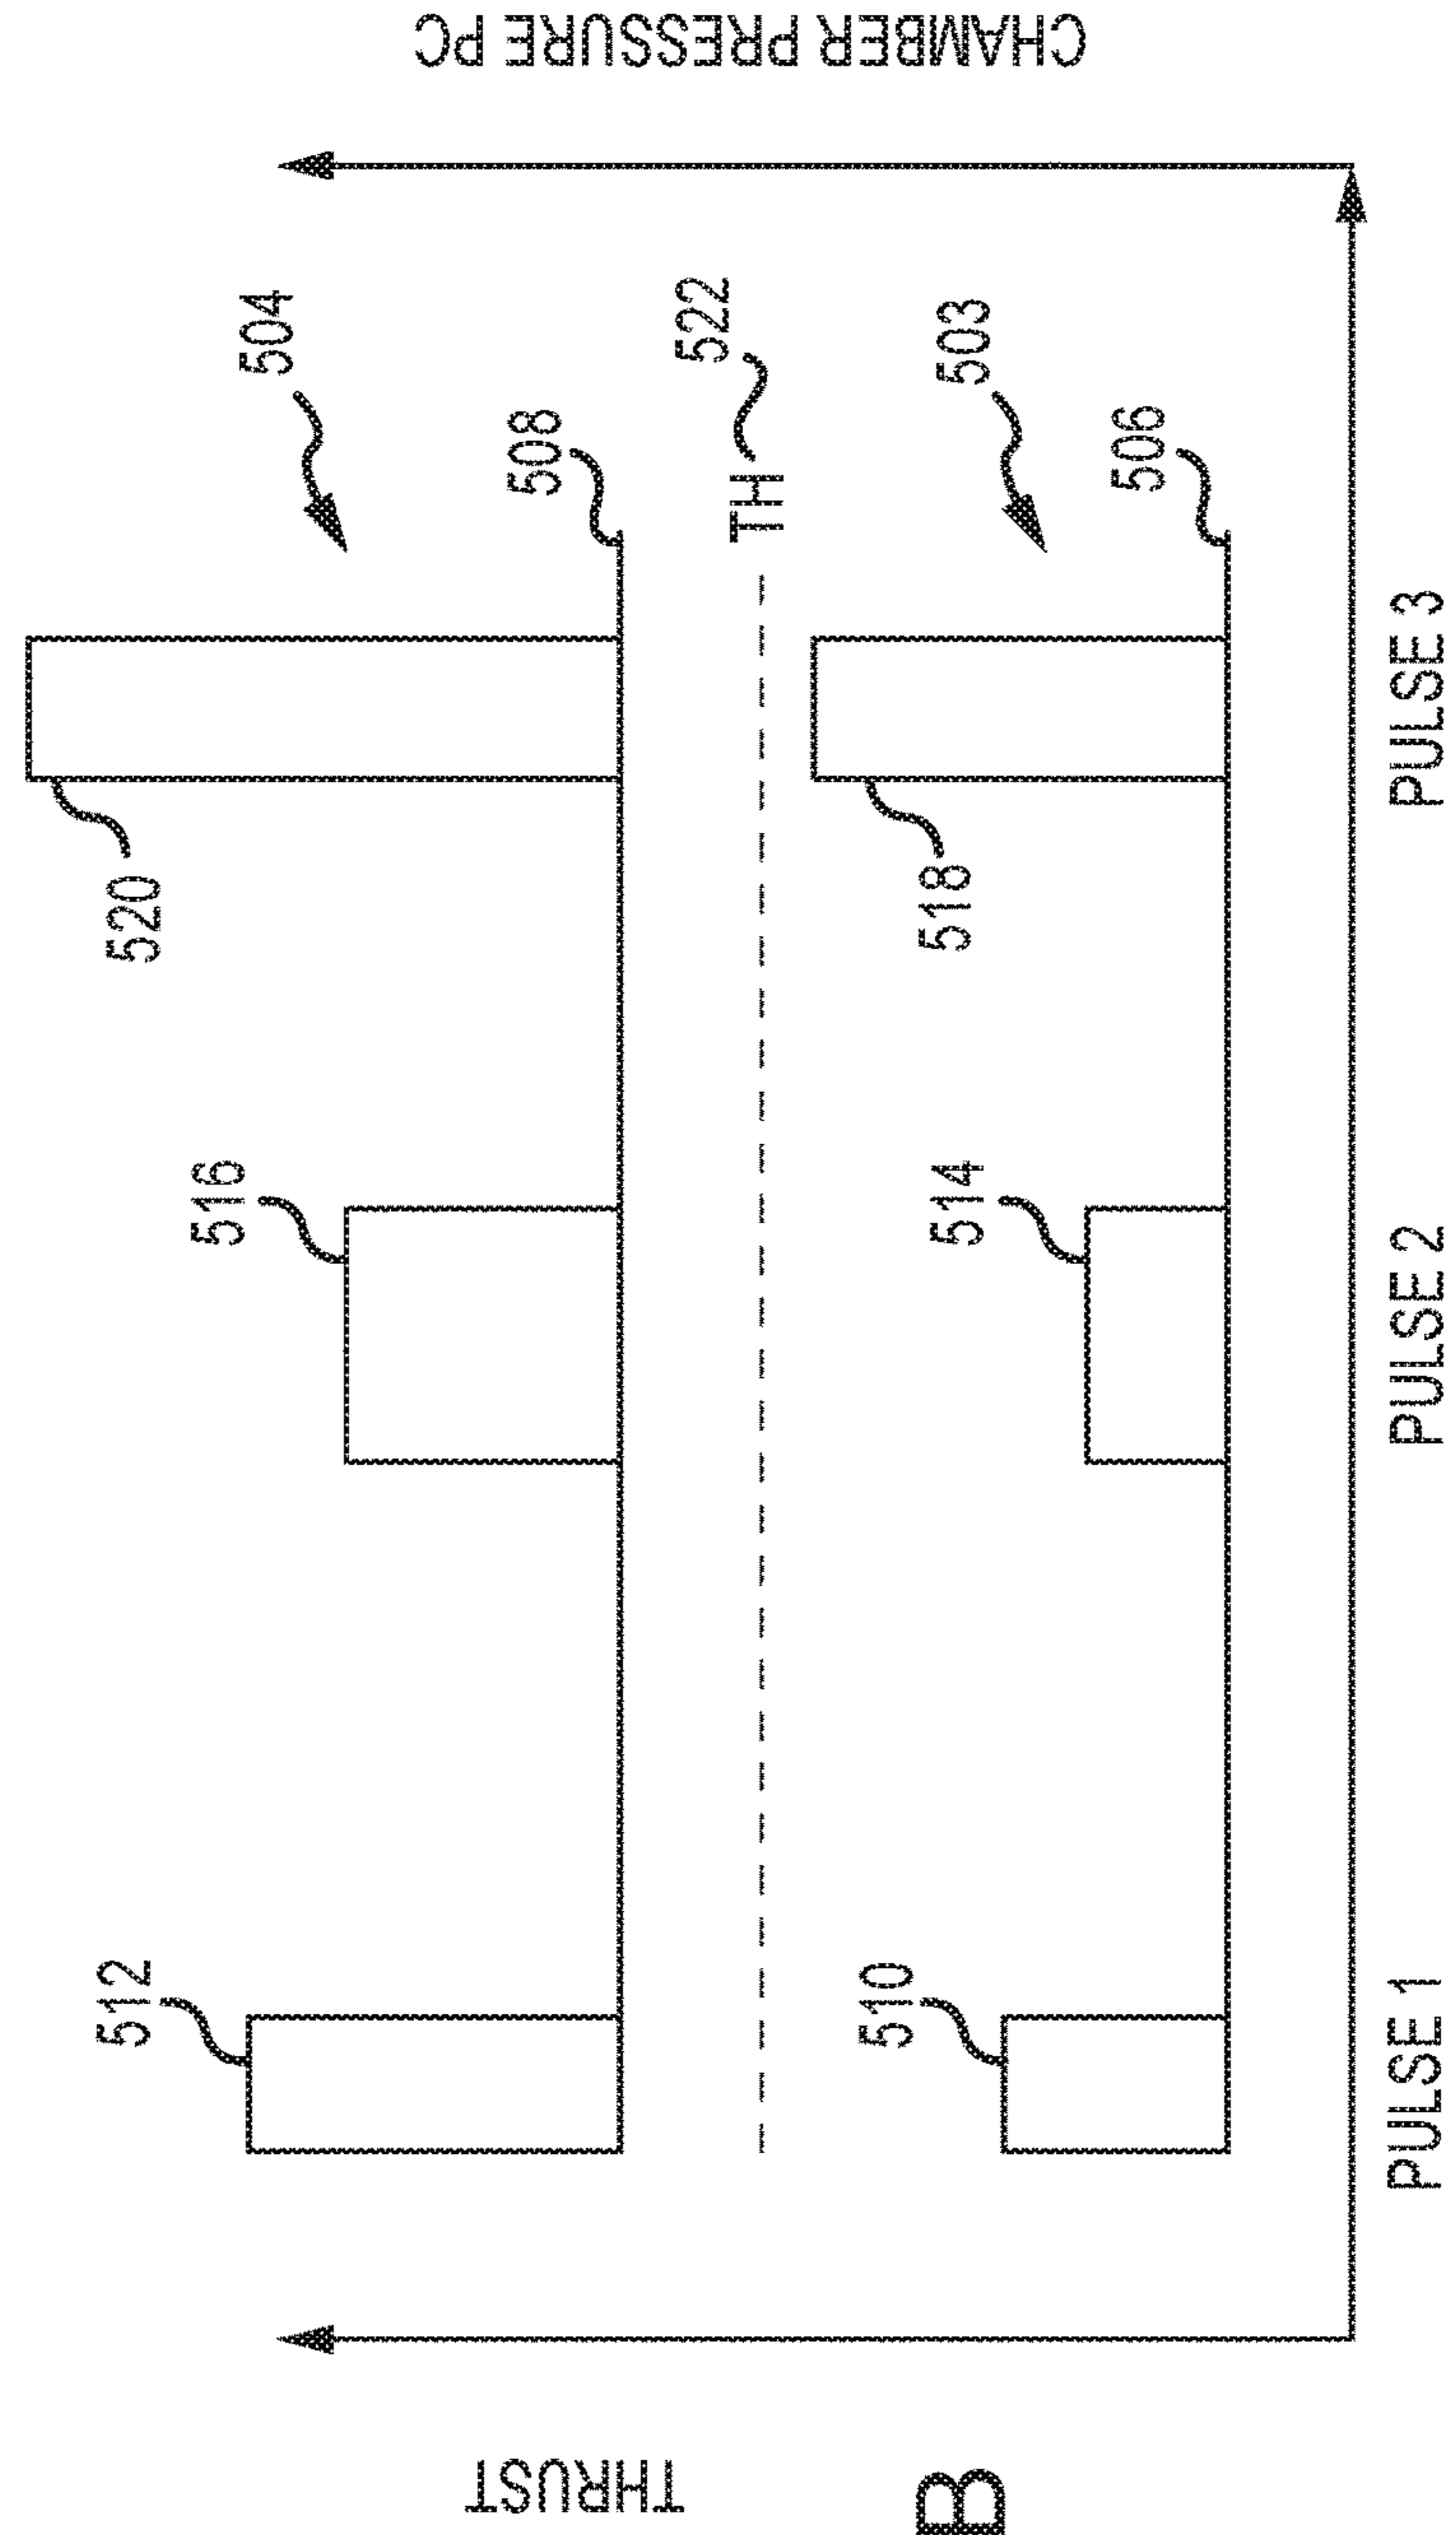 THRUST
512
520
516
504
508
TH
522
510
518
514
503
506
PULSE 1
PULSE 2
PULSE 3
CHAMBER PRESSURE PC
B